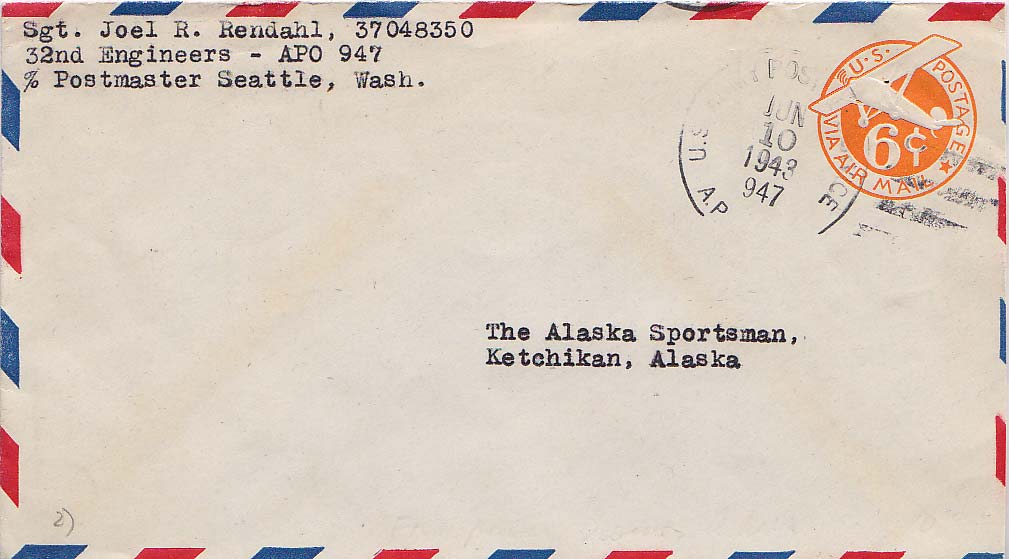 Sgt. Joel R. Rendahl, 37048350
32nd Engineers - APO 947
% Postmaster Seattle, Wash.
U.S. POSTAGE
6¢
VIA AIR MAIL
JUN
10
1943
947
U.S.
A.P.
The Alaska Sportsman,
Ketchikan, Alaska
2)